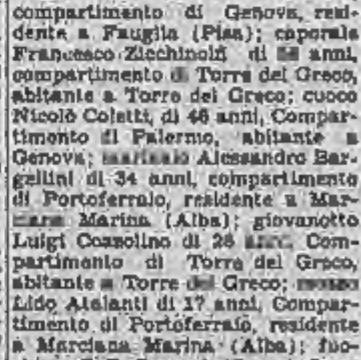 compartimento di Genova, resi-
dente a Fauglia (Pisa); caporale
Francesco Zicchinolfi di anni,
compartimento di Torre del Greco,
abitante a Torre del Greco; cuoco
Nicolò Coletti, di 46 anni, Compar-
timento di Palermo, abitante a
Genova; Alessandro Bar-
gellini di 34 anni, compartimento
di Portoferraio, residente a Mar-
Marina (Alba); giovanotto
Luigi Cozzolino di 26 Com-
partimento di Torre del Greco,
abitante a Torre del Greco;
Lido Atalanti di 17 anni, Compar-
timento di Portoferraio, residente
a Marciana Marina (Alba); fuo-